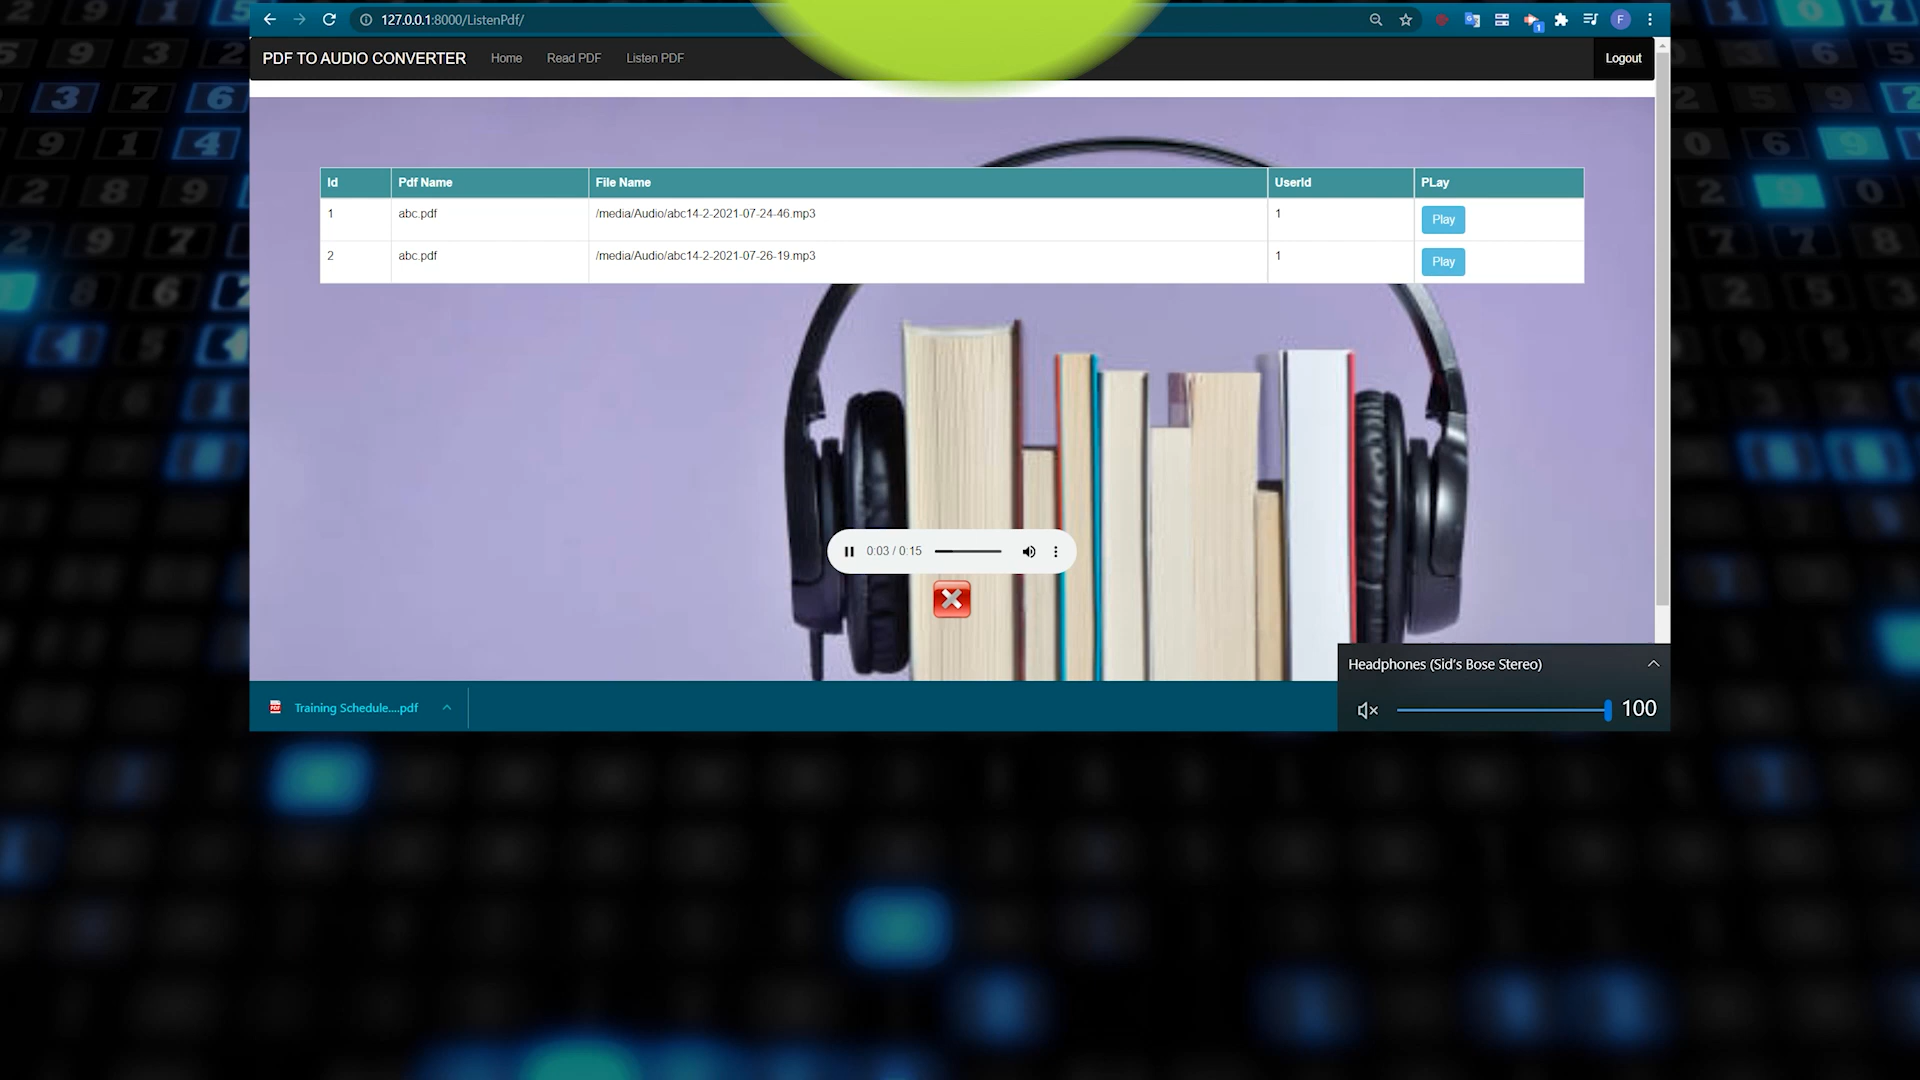 127.0.0.1:8000/ListenPdf/
F
1
PDF TO AUDIO CONVERTER Home Read PDF Listen PDF Logout
Id Pdf Name File Name UserId PLay
1 abc.pdf /media/Audio/abc14-2-2021-07-24-46.mp3 1 Play
2 abc.pdf /media/Audio/abc14-2-2021-07-26-19.mp3 1 Play
0:03 / 0:15
Headphones (Sid's Bose Stereo)
100
PDF
Training Schedule....pdf